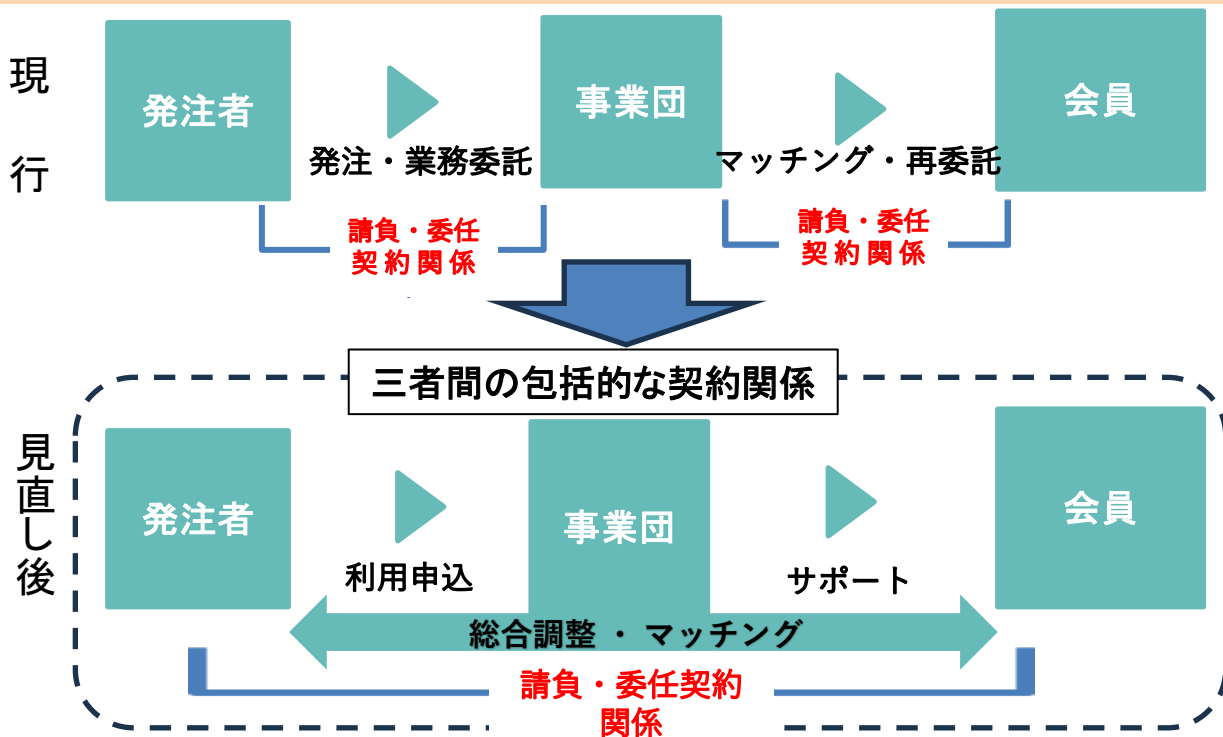 現行
発注者
事業団
会員
発注・業務委託
マッチング・再委託
請負・委任
契約関係
請負・委任
契約関係
三者間の包括的な契約関係
見直し後
発注者
事業団
会員
利用申込
サポート
総合調整 ・ マッチング
請負・委任契約
関係